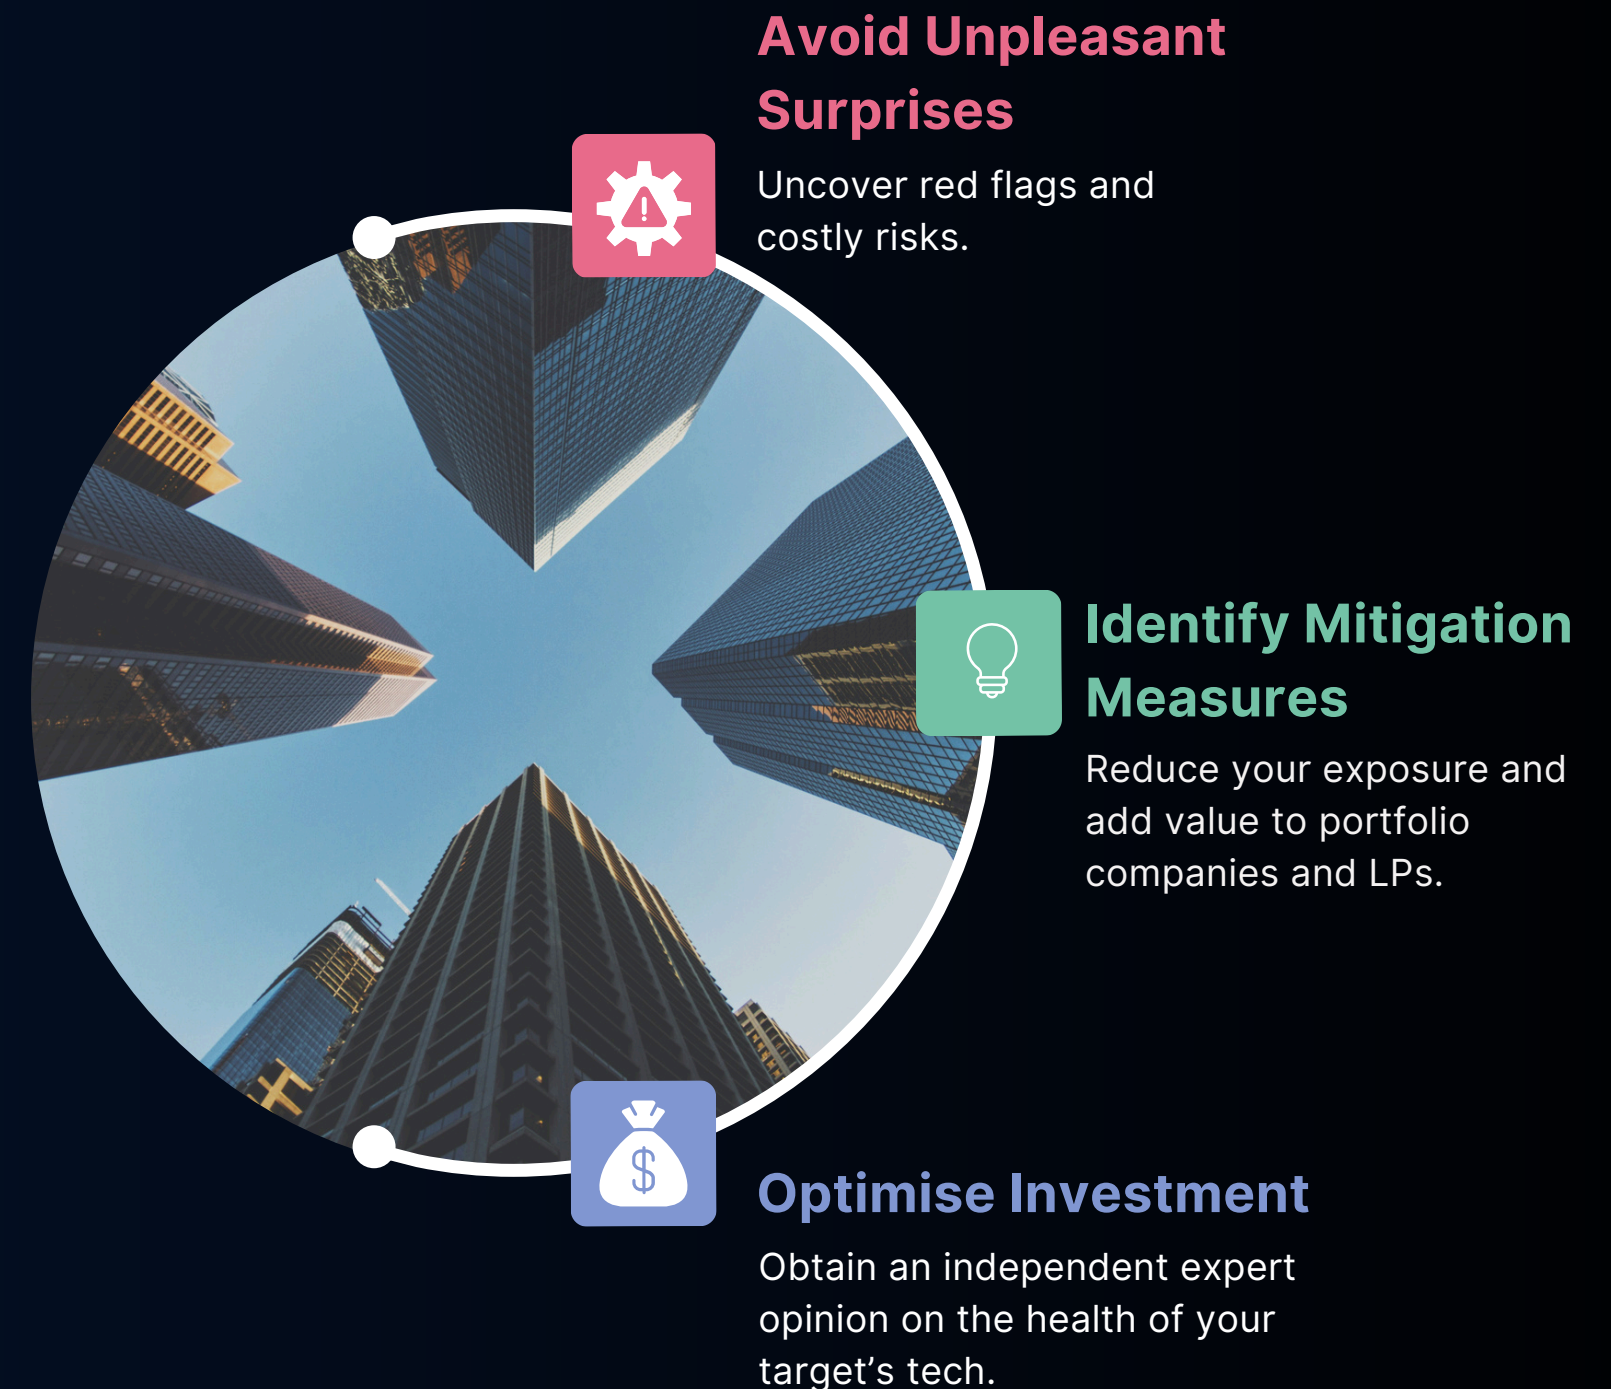 Avoid Unpleasant
Surprises
Uncover red flags and
costly risks.
Identify Mitigation
Measures
Reduce your exposure and
add value to portfolio
companies and LPs.
Optimise Investment
Obtain an independent expert
opinion on the health of your
target’s tech.